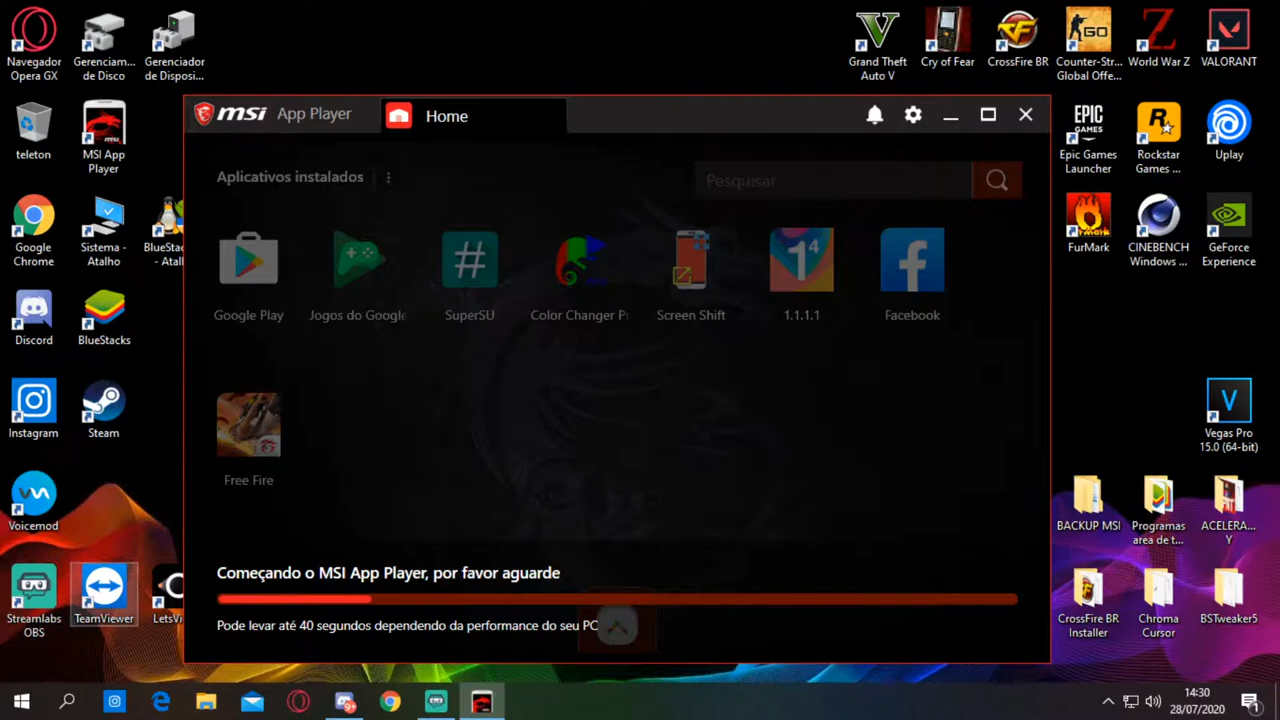 Navegador
Opera GX
Gerenciam...
de Disco
Gerenciador
de Disposi...
Grand Theft
Auto V
Cry of Fear
CrossFire BR
Counter-Str...
Global Offe...
World War Z
VALORANT
teleton
MSI App
Player
msi App Player
Home
EPIC
GAMES
Epic Games
Launcher
Rockstar
Games ...
Uplay
Aplicativos instalados
Pesquisar
Google
Chrome
Sistema -
Atalho
BlueStacks
- Atalh
FurMark
CINEBENCH
Windows ...
GeForce
Experience
Google Play
Jogos do Google
SuperSU
Color Changer P
Screen Shift
1.1.1.1
Facebook
Discord
BlueStacks
Instagram
Steam
Free Fire
Vegas Pro
15.0 (64-bit)
Voicemod
BACKUP MSI
Programas
area de t...
ACELERA...
Y
Começando o MSI App Player, por favor aguarde
Pode levar até 40 segundos dependendo da performance do seu PC
Streamlabs
OBS
TeamViewer
LetsVi
CrossFire BR
Installer
Chroma
Cursor
BSTweaker5
14:30
28/07/2020